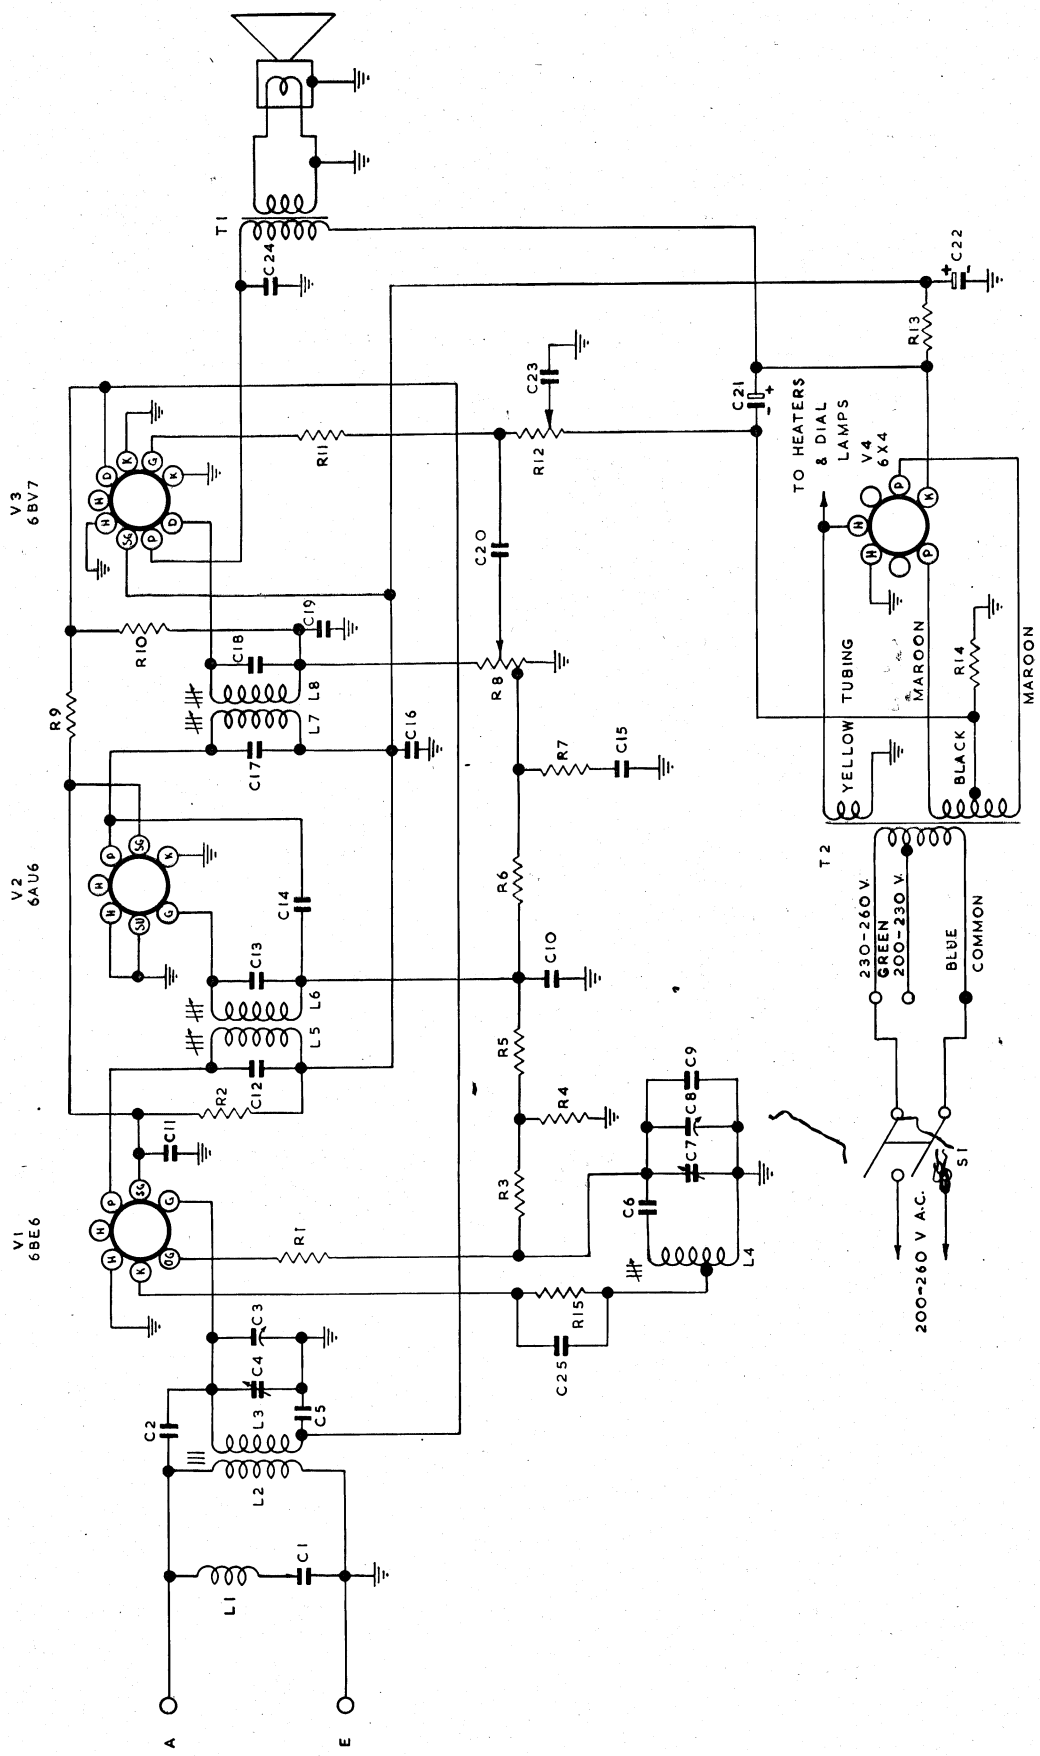 A
E
L1
C1
L2
C2
L3
C4
C3
C5
V1
6BE6
H
H
P
K
SG
OG
G
C11
R2
C12
L5
L6
C13
C14
V2
6AU6
H
H
P
SU
SG
G
K
R9
C17
L7
L8
C18
C16
C19
R10
V3
6BV7
H
H
D
K
SG
P
D
K
G
R11
C24
T1
R1
R15
C25
R3
R4
R5
C10
R6
R7
C15
R8
C20
R12
C23
C21
+
-
R13
C22
+
-
C6
L4
C7
C8
C9
200-260 V A.C.
S1
230-260 V.
GREEN
200-230 V.
BLUE
COMMON
T2
YELLOW TUBING
MAROON
BLACK
R14
MAROON
TO HEATERS
& DIAL
LAMPS
V4
6X4
H
H
P
K
P